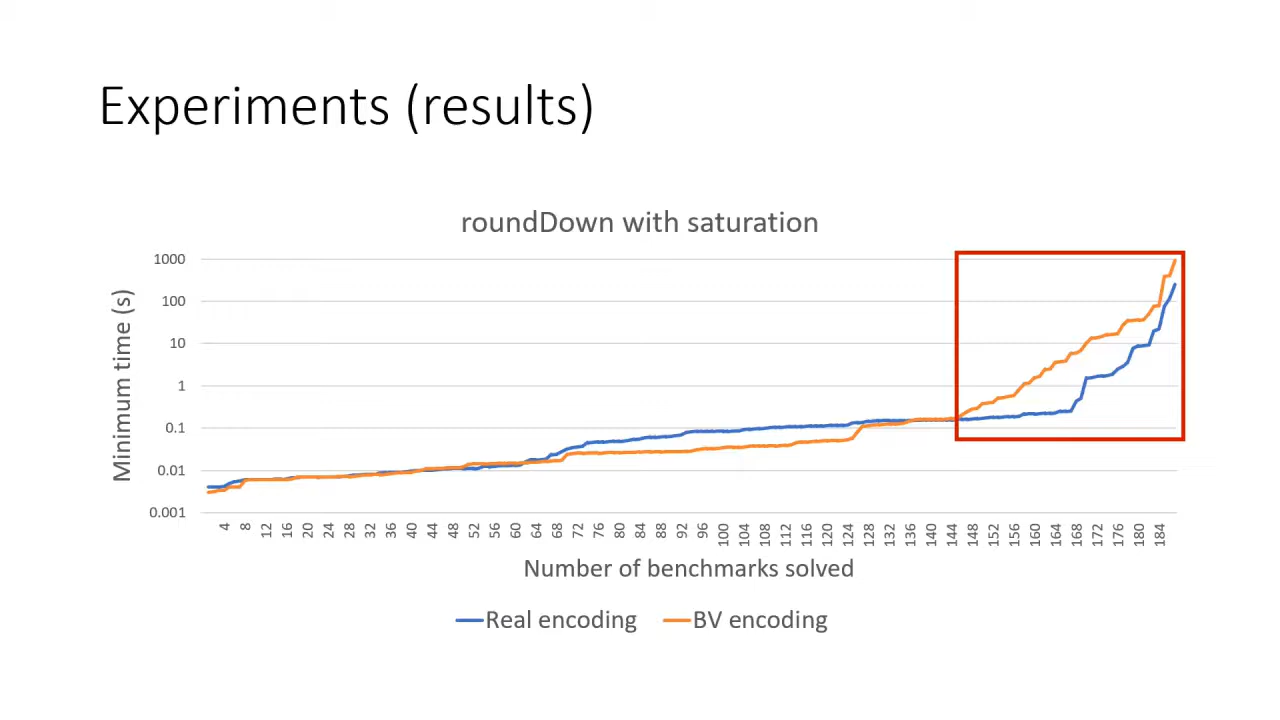 Experiments (results)
roundDown with saturation
Minimum time (s)
1000
100
10
1
0.1
0.01
0.001
4 8 12 16 20 24 28 32 36 40 44 48 52 56 60 64 68 72 76 80 84 88 92 96 100 104 108 112 116 120 124 128 132 136 140 144 148 152 156 160 164 168 172 176 180 184
Number of benchmarks solved
Real encoding BV encoding